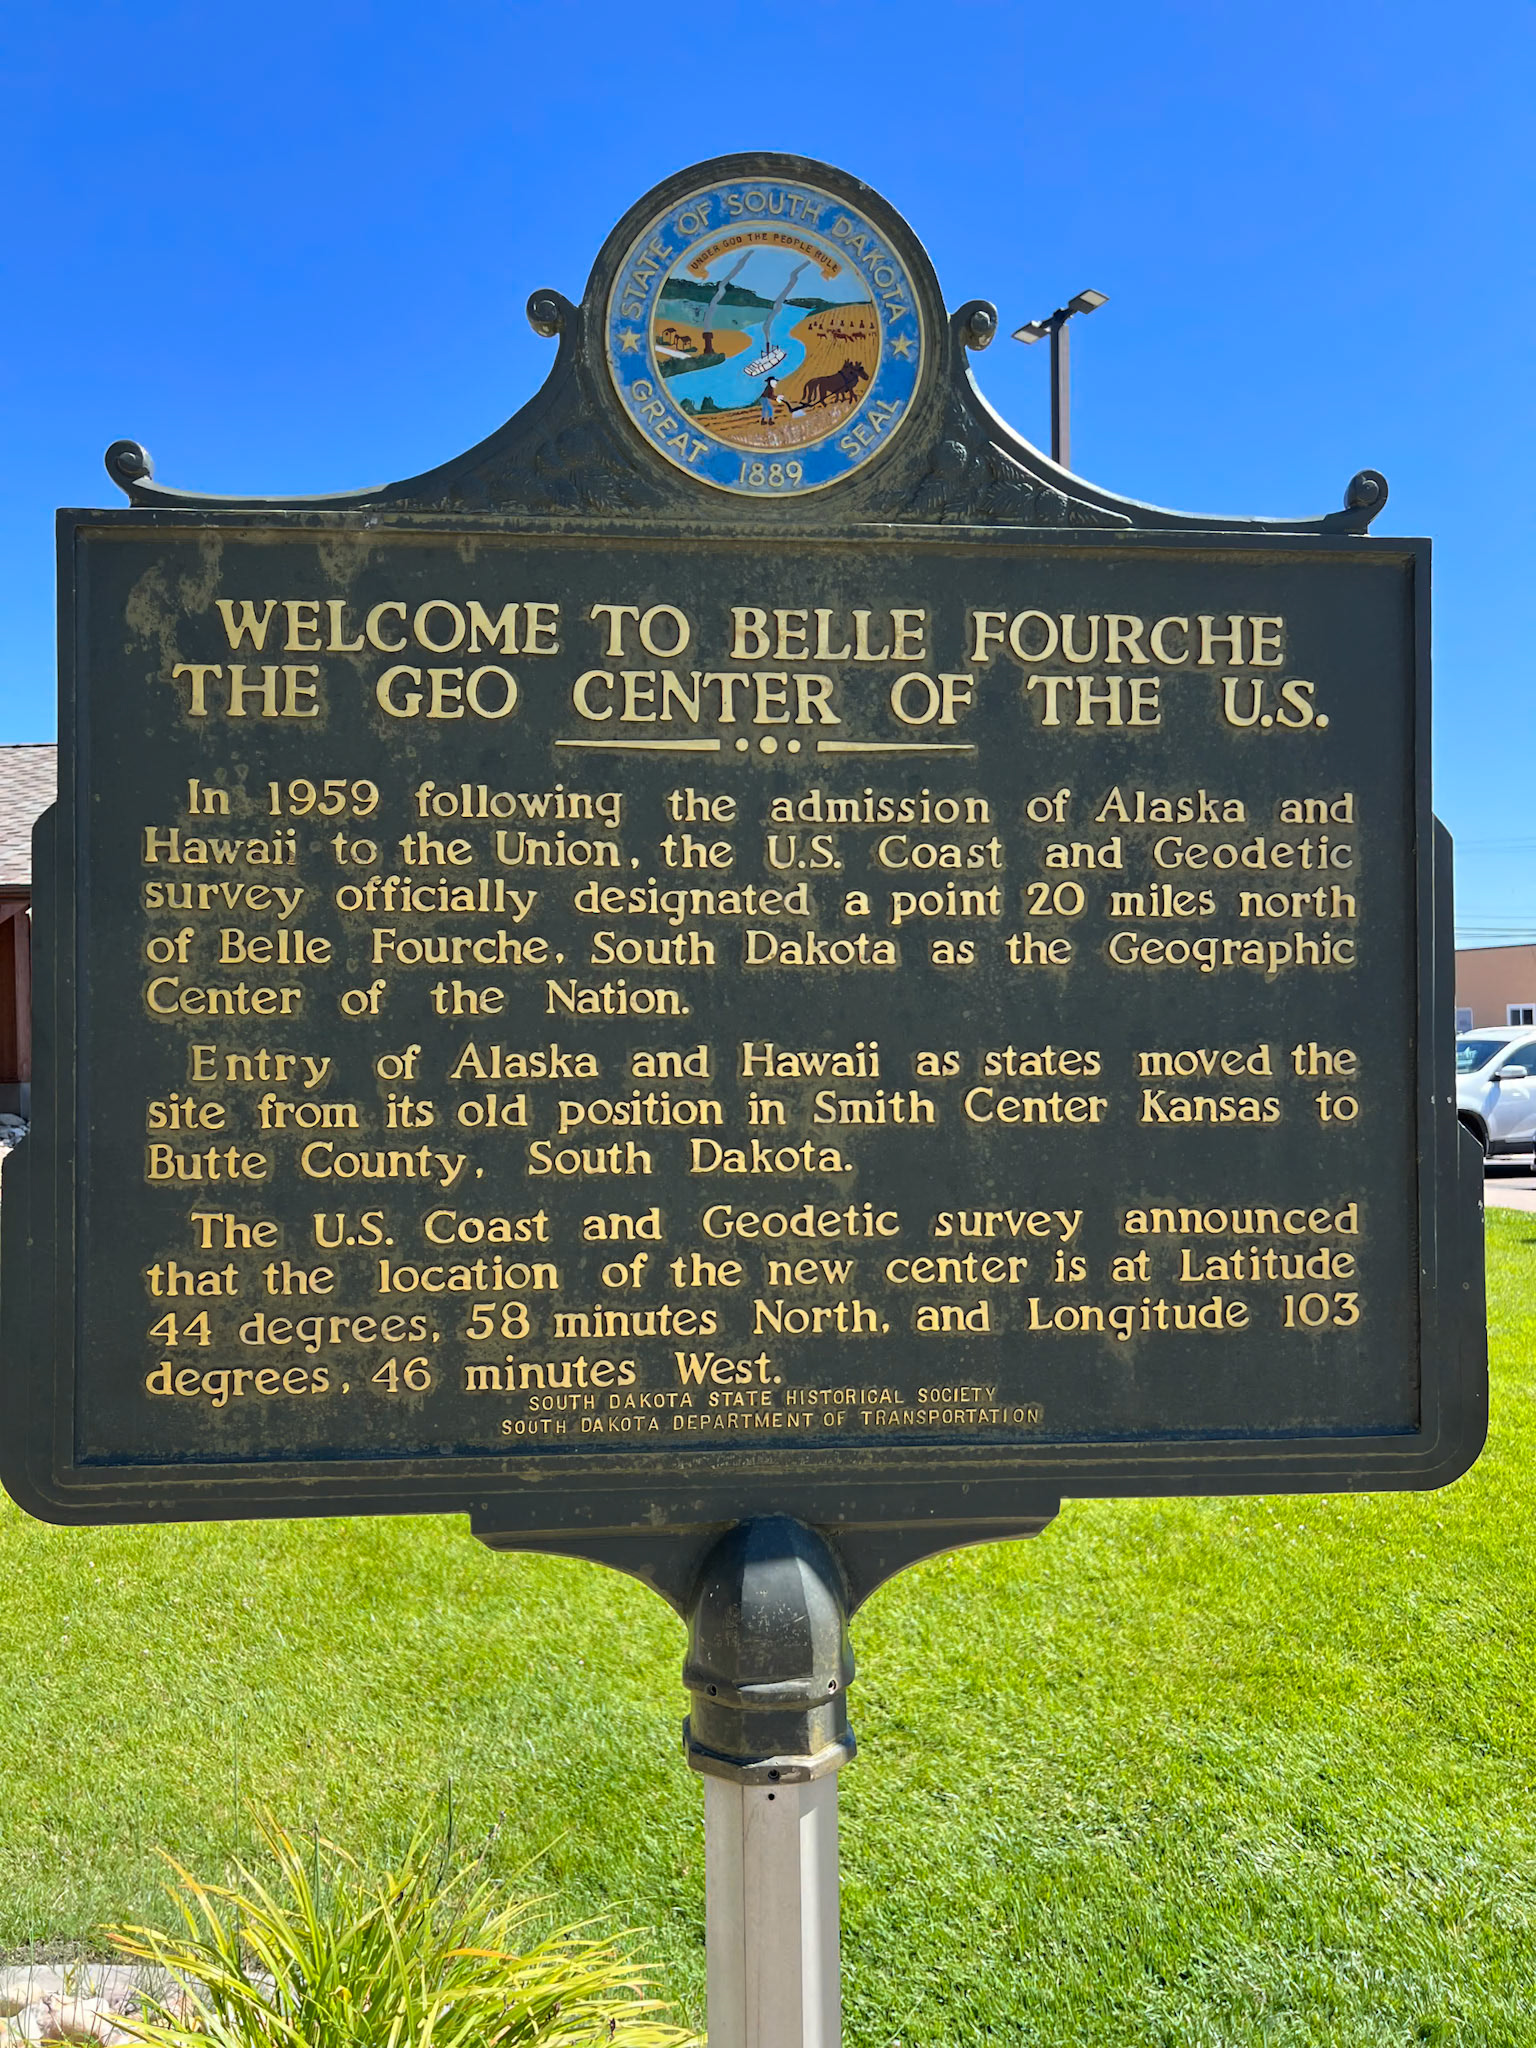 STATE OF SOUTH DAKOTA
UNDER GOD THE PEOPLE RULE
GREAT SEAL
1889
WELCOME TO BELLE FOURCHE
THE GEO CENTER OF THE U.S.
In 1959 following the admission of Alaska and
Hawaii to the Union, the U.S. Coast and Geodetic
survey officially designated a point 20 miles north
of Belle Fourche, South Dakota as the Geographic
Center of the Nation.
Entry of Alaska and Hawaii as states moved the
site from its old position in Smith Center Kansas to
Butte County, South Dakota.
The U.S. Coast and Geodetic survey announced
that the location of the new center is at Latitude
44 degrees, 58 minutes North, and Longitude 103
degrees, 46 minutes West.
SOUTH DAKOTA STATE HISTORICAL SOCIETY
SOUTH DAKOTA DEPARTMENT OF TRANSPORTATION